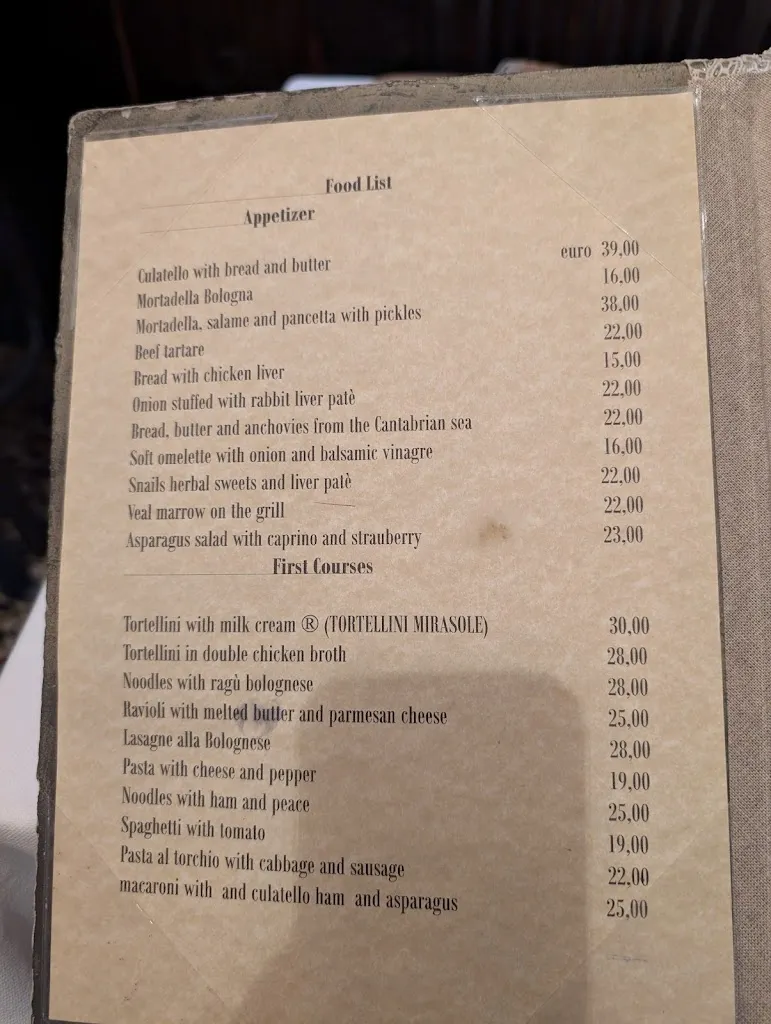 Food List
Appetizer
Culatello with bread and butter euro 39,00
Mortadella Bologna 16,00
Mortadella, salame and pancetta with pickles 38,00
Beef tartare 22,00
Bread with chicken liver 15,00
Onion stuffed with rabbit liver patè 22,00
Bread, butter and anchovies from the Cantabrian sea 22,00
Soft omelette with onion and balsamic vinagre 16,00
Snails herbal sweets and liver patè 22,00
Veal marrow on the grill 22,00
Asparagus salad with caprino and strauberry 23,00
First Courses
Tortellini with milk cream ® (TORTELLINI MIRASOLE) 30,00
Tortellini in double chicken broth 28,00
Noodles with ragù bolognese 28,00
Ravioli with melted butter and parmesan cheese 25,00
Lasagne alla Bolognese 28,00
Pasta with cheese and pepper 19,00
Noodles with ham and peace 25,00
Spaghetti with tomato 19,00
Pasta al torchio with cabbage and sausage 22,00
macaroni with and culatello ham and asparagus 25,00